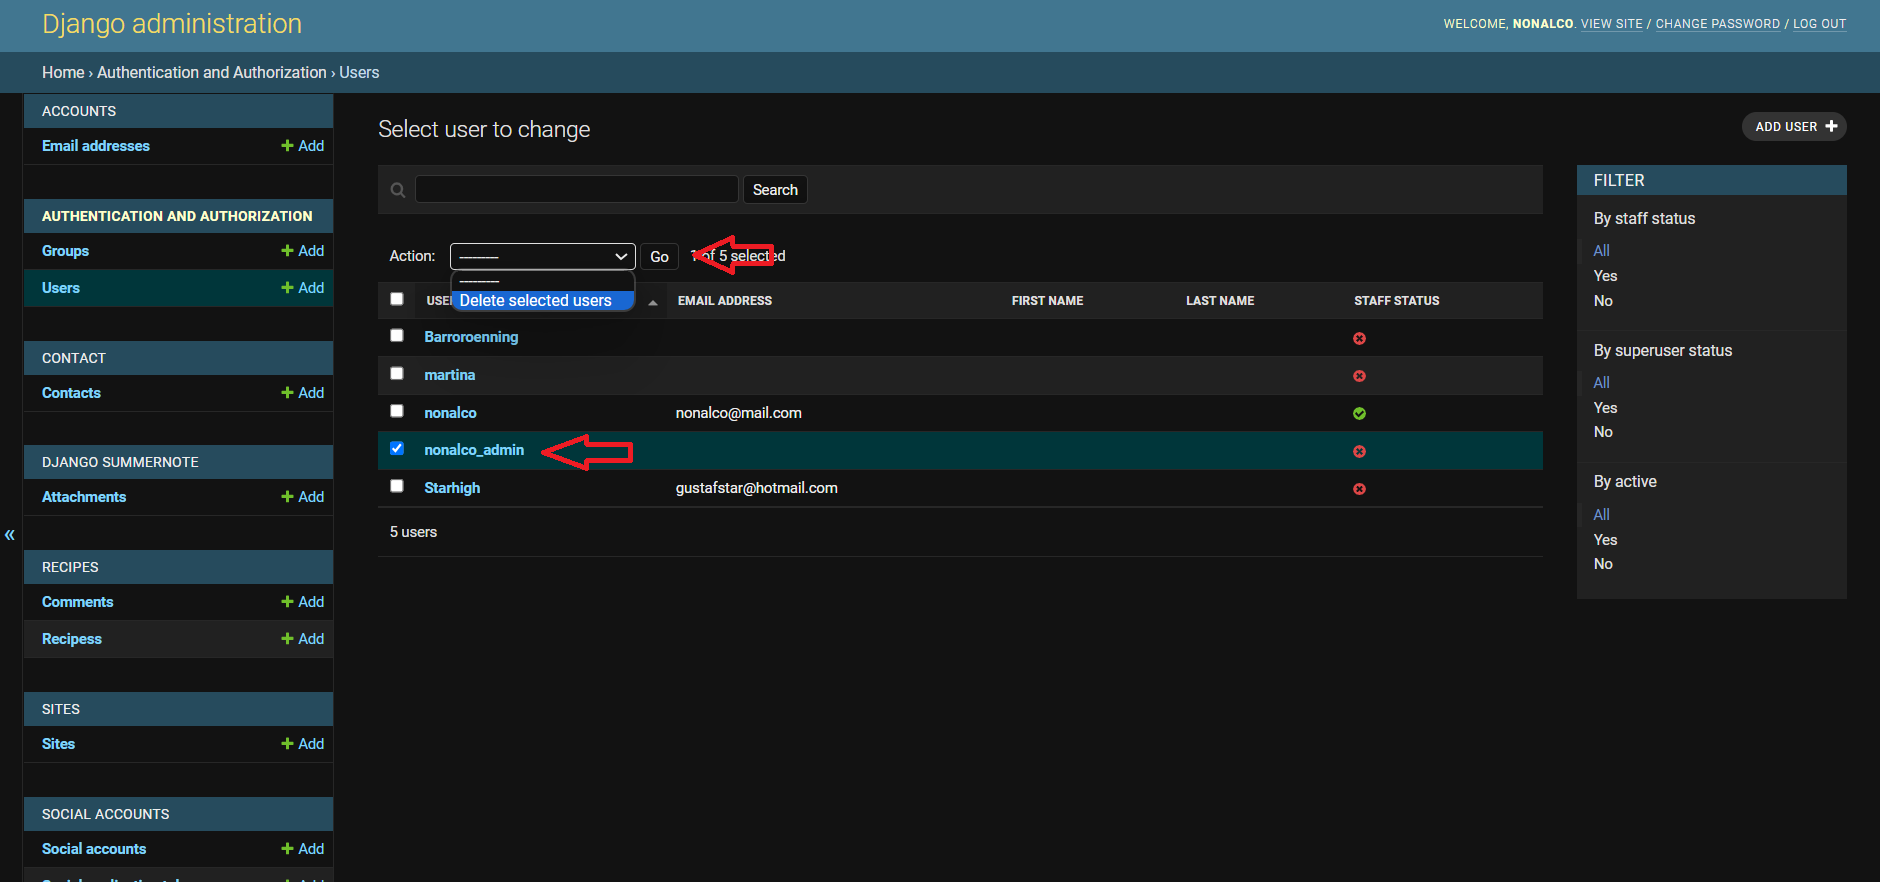 Django administration
WELCOME, NONALCO. VIEW SITE / CHANGE PASSWORD / LOG OUT
Home › Authentication and Authorization › Users
ACCOUNTS
Email addresses
Add
AUTHENTICATION AND AUTHORIZATION
Groups
Add
Users
Add
CONTACT
Contacts
Add
DJANGO SUMMERNOTE
Attachments
Add
«
RECIPES
Comments
Add
Recipess
Add
SITES
Sites
Add
SOCIAL ACCOUNTS
Social accounts
Add
Select user to change
ADD USER
Search
Action:
---------
Go
of 5 selected
---------
Delete selected users
EMAIL ADDRESS
FIRST NAME
LAST NAME
STAFF STATUS
Barroroenning
martina
nonalco
nonalco@mail.com
nonalco_admin
Starhigh
gustafstar@hotmail.com
5 users
FILTER
By staff status
All
Yes
No
By superuser status
All
Yes
No
By active
All
Yes
No